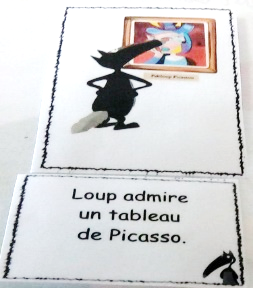 Loup admire
un tableau
de Picasso.